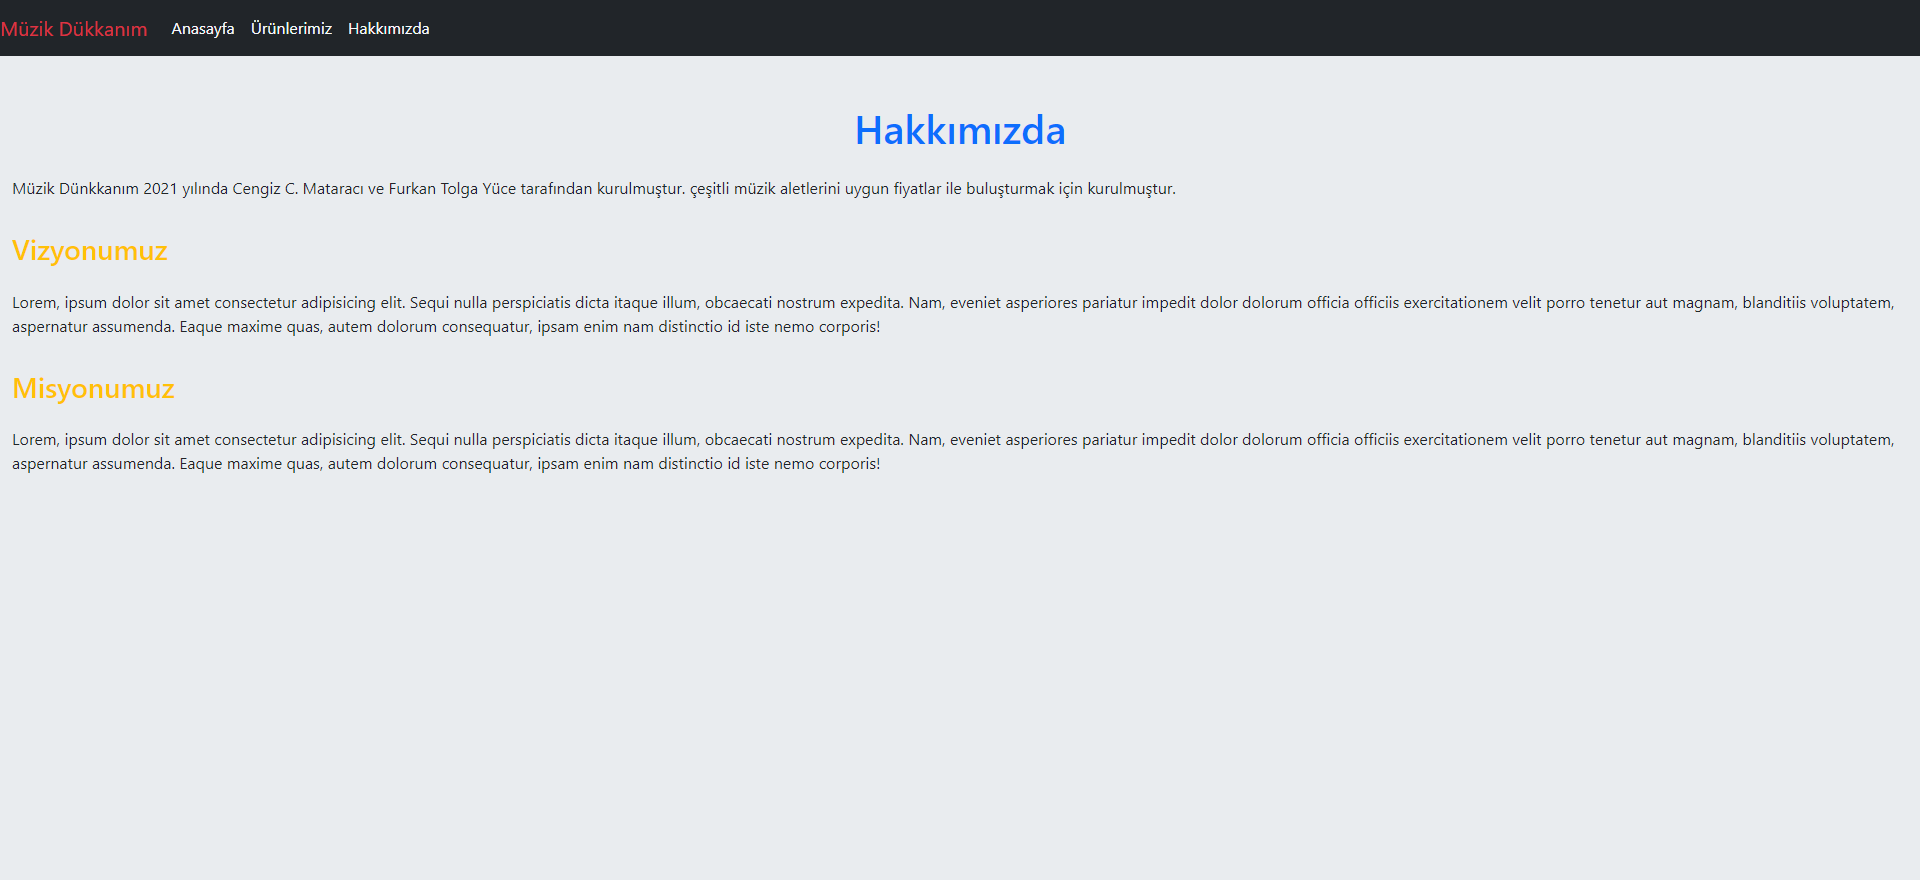 Müzik Dükkanım Anasayfa Ürünlerimiz Hakkımızda
Hakkımızda
Müzik Dünkkanım 2021 yılında Cengiz C. Mataracı ve Furkan Tolga Yüce tarafından kurulmuştur. çeşitli müzik aletlerini uygun fiyatlar ile buluşturmak için kurulmuştur.
Vizyonumuz
Lorem, ipsum dolor sit amet consectetur adipisicing elit. Sequi nulla perspiciatis dicta itaque illum, obcaecati nostrum expedita. Nam, eveniet asperiores pariatur impedit dolor dolorum officia officiis exercitationem velit porro tenetur aut magnam, blanditiis voluptatem,
aspernatur assumenda. Eaque maxime quas, autem dolorum consequatur, ipsam enim nam distinctio id iste nemo corporis!
Misyonumuz
Lorem, ipsum dolor sit amet consectetur adipisicing elit. Sequi nulla perspiciatis dicta itaque illum, obcaecati nostrum expedita. Nam, eveniet asperiores pariatur impedit dolor dolorum officia officiis exercitationem velit porro tenetur aut magnam, blanditiis voluptatem,
aspernatur assumenda. Eaque maxime quas, autem dolorum consequatur, ipsam enim nam distinctio id iste nemo corporis!